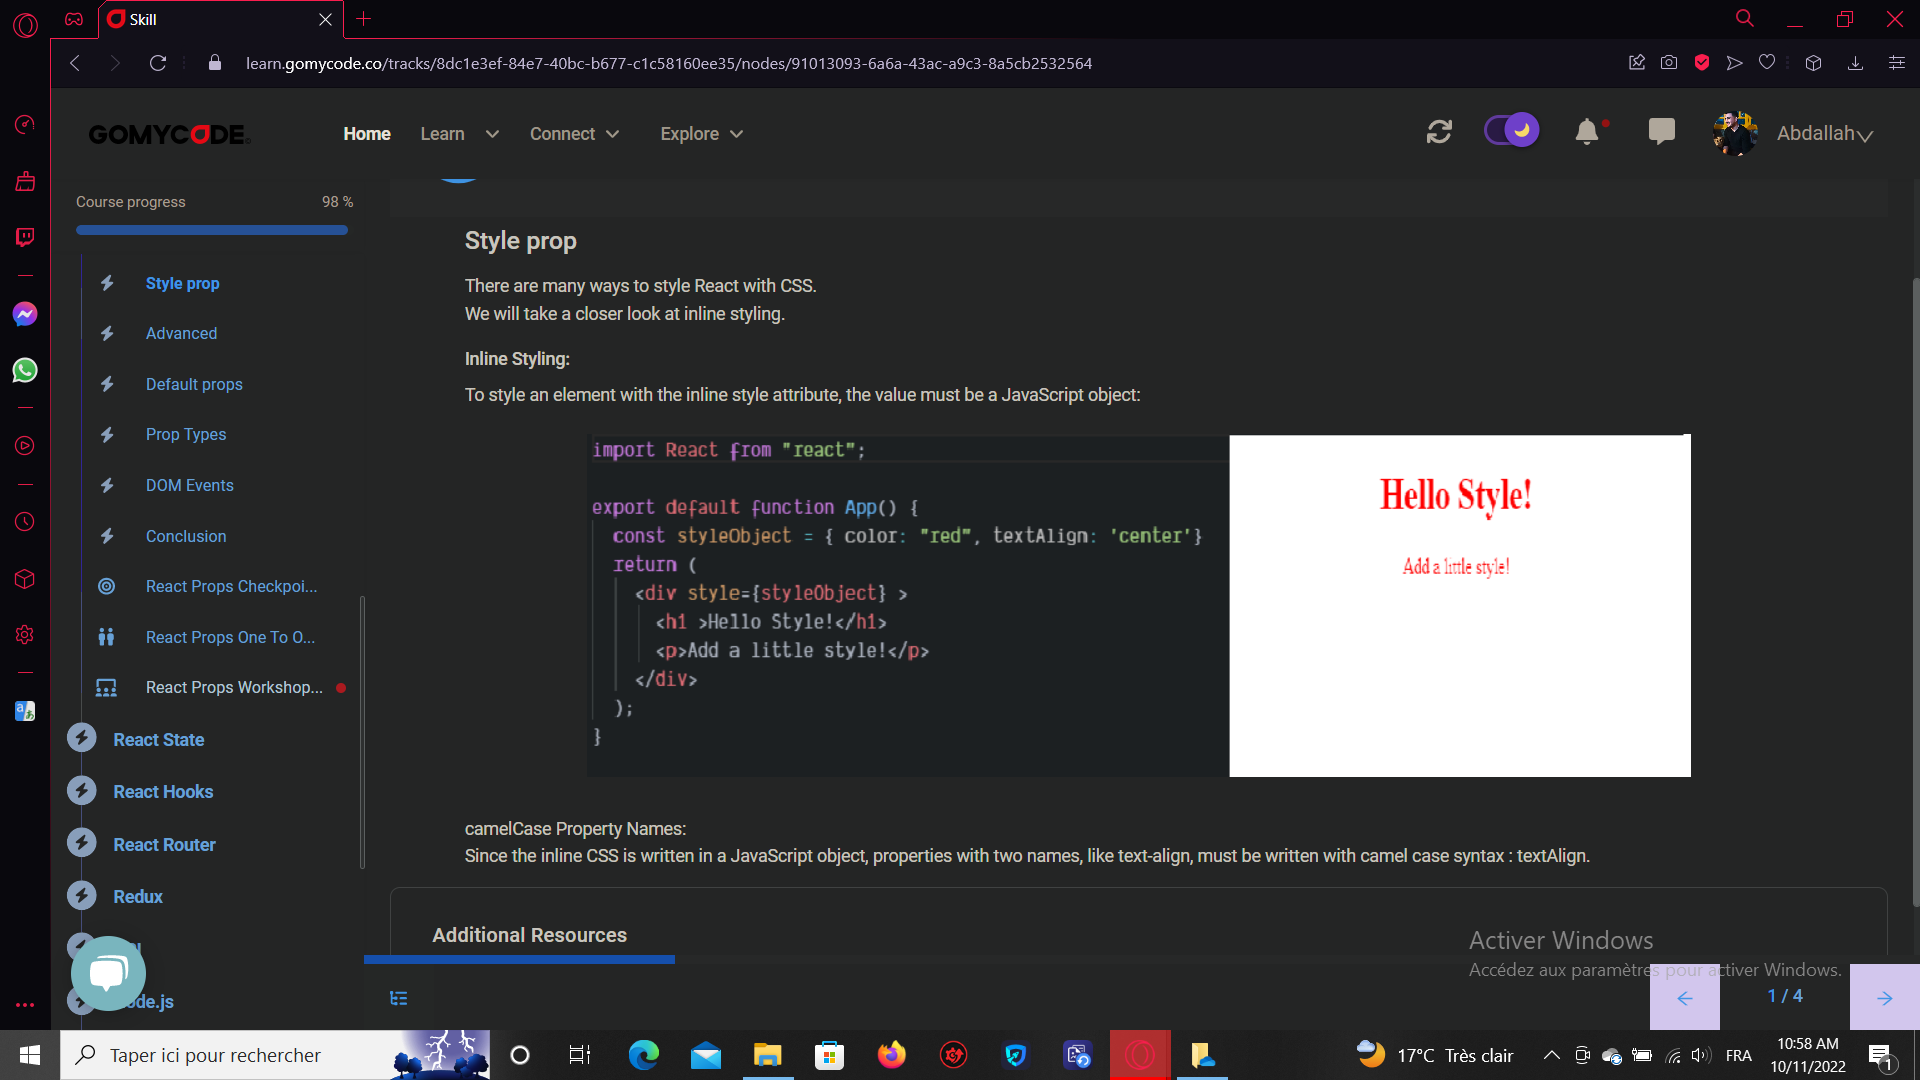 Skill
learn.gomycode.co/tracks/8dc1e3ef-84e7-40bc-b677-c1c58160ee35/nodes/91013093-6a6a-43ac-a9c3-8a5cb2532564
GOMYCODE
Home
Learn
Connect
Explore
Abdallah
Course progress
98 %
Style prop
Advanced
Default props
Prop Types
DOM Events
Conclusion
React Props Checkpoi...
React Props One To O...
React Props Workshop...
React State
React Hooks
React Router
Redux
de.js
Style prop
There are many ways to style React with CSS.
We will take a closer look at inline styling.
Inline Styling:
To style an element with the inline style attribute, the value must be a JavaScript object:
import React from "react";
export default function App() {
const styleObject = { color: "red", textAlign: 'center'}
return (
<div style={styleObject} >
<h1 >Hello Style!</h1>
<p>Add a little style!</p>
</div>
);
}
Hello Style!
Add a little style!
camelCase Property Names:
Since the inline CSS is written in a JavaScript object, properties with two names, like text-align, must be written with camel case syntax : textAlign.
Additional Resources
Activer Windows
Accédez aux paramètres pour activer Windows.
1 / 4
Taper ici pour rechercher
17°C Très clair
FRA
10:58 AM
10/11/2022
1